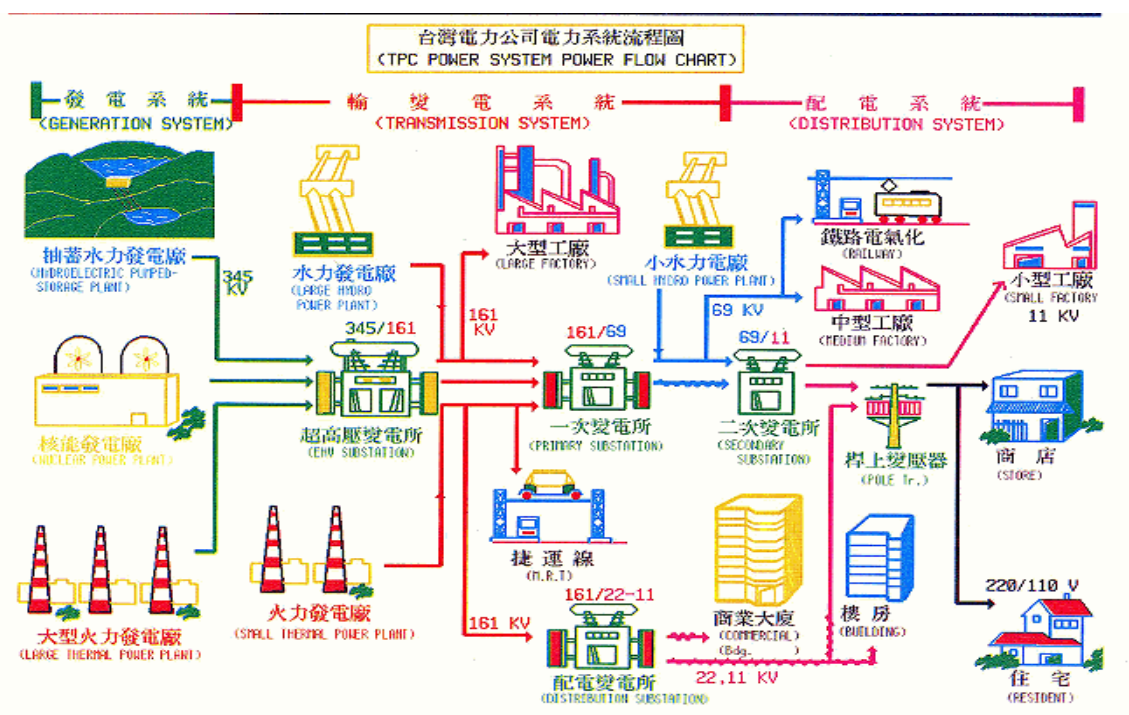 台灣電力公司電力系統流程圖
(TPC POWER SYSTEM POWER FLOW CHART)
發電系統
(GENERATION SYSTEM)
輸變電系統
(TRANSMISSION SYSTEM)
配電系統
(DISTRIBUTION SYSTEM)
抽蓄水力發電廠
(HYDROELECTRIC PUMPED-
STORAGE PLANT)
345
KV
水力發電廠
(LARGE HYDRO
POWER PLANT)
大型工廠
(LARGE FACTORY)
161
KV
小水力電廠
(SMALL HYDRO POWER PLANT)
69 KV
鐵路電氣化
(RAILWAY)
中型工廠
(MEDIUM FACTORY)
小型工廠
(SMALL FACTORY
11 KV
核能發電廠
(NUCLEAR POWER PLANT)
345/161
超高壓變電所
(EHV SUBSTATION)
161/69
一次變電所
(PRIMARY SUBSTATION)
69/11
二次變電所
(SECONDARY
SUBSTATION)
桿上變壓器
(POLE Tr.)
商店
(STORE)
大型火力發電廠
(LARGE THERMAL POWER PLANT)
火力發電廠
(SMALL THERMAL POWER PLANT)
捷運線
(M.R.T)
161 KV
161/22-11
配電變電所
(DISTRIBUTION SUBSTATION)
商業大廈
(COMMERCIAL)
(Bdg. )
樓房
(BUILDING)
22,11 KV
220/110 V
住宅
(RESIDENT)